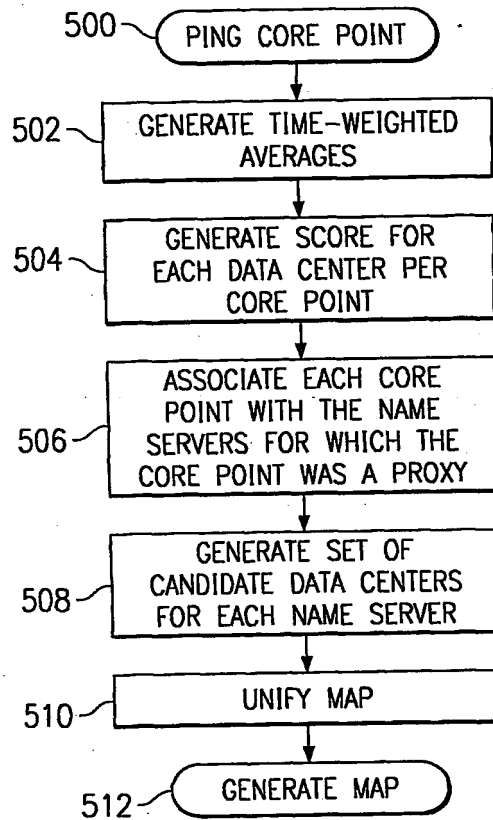 500 PING CORE POINT
502 GENERATE TIME-WEIGHTED
AVERAGES
504 GENERATE SCORE FOR
EACH DATA CENTER PER
CORE POINT
506 ASSOCIATE EACH CORE
POINT WITH THE NAME
SERVERS FOR WHICH THE
CORE POINT WAS A PROXY
508 GENERATE SET OF
CANDIDATE DATA CENTERS
FOR EACH NAME SERVER
510 UNIFY MAP
512 GENERATE MAP